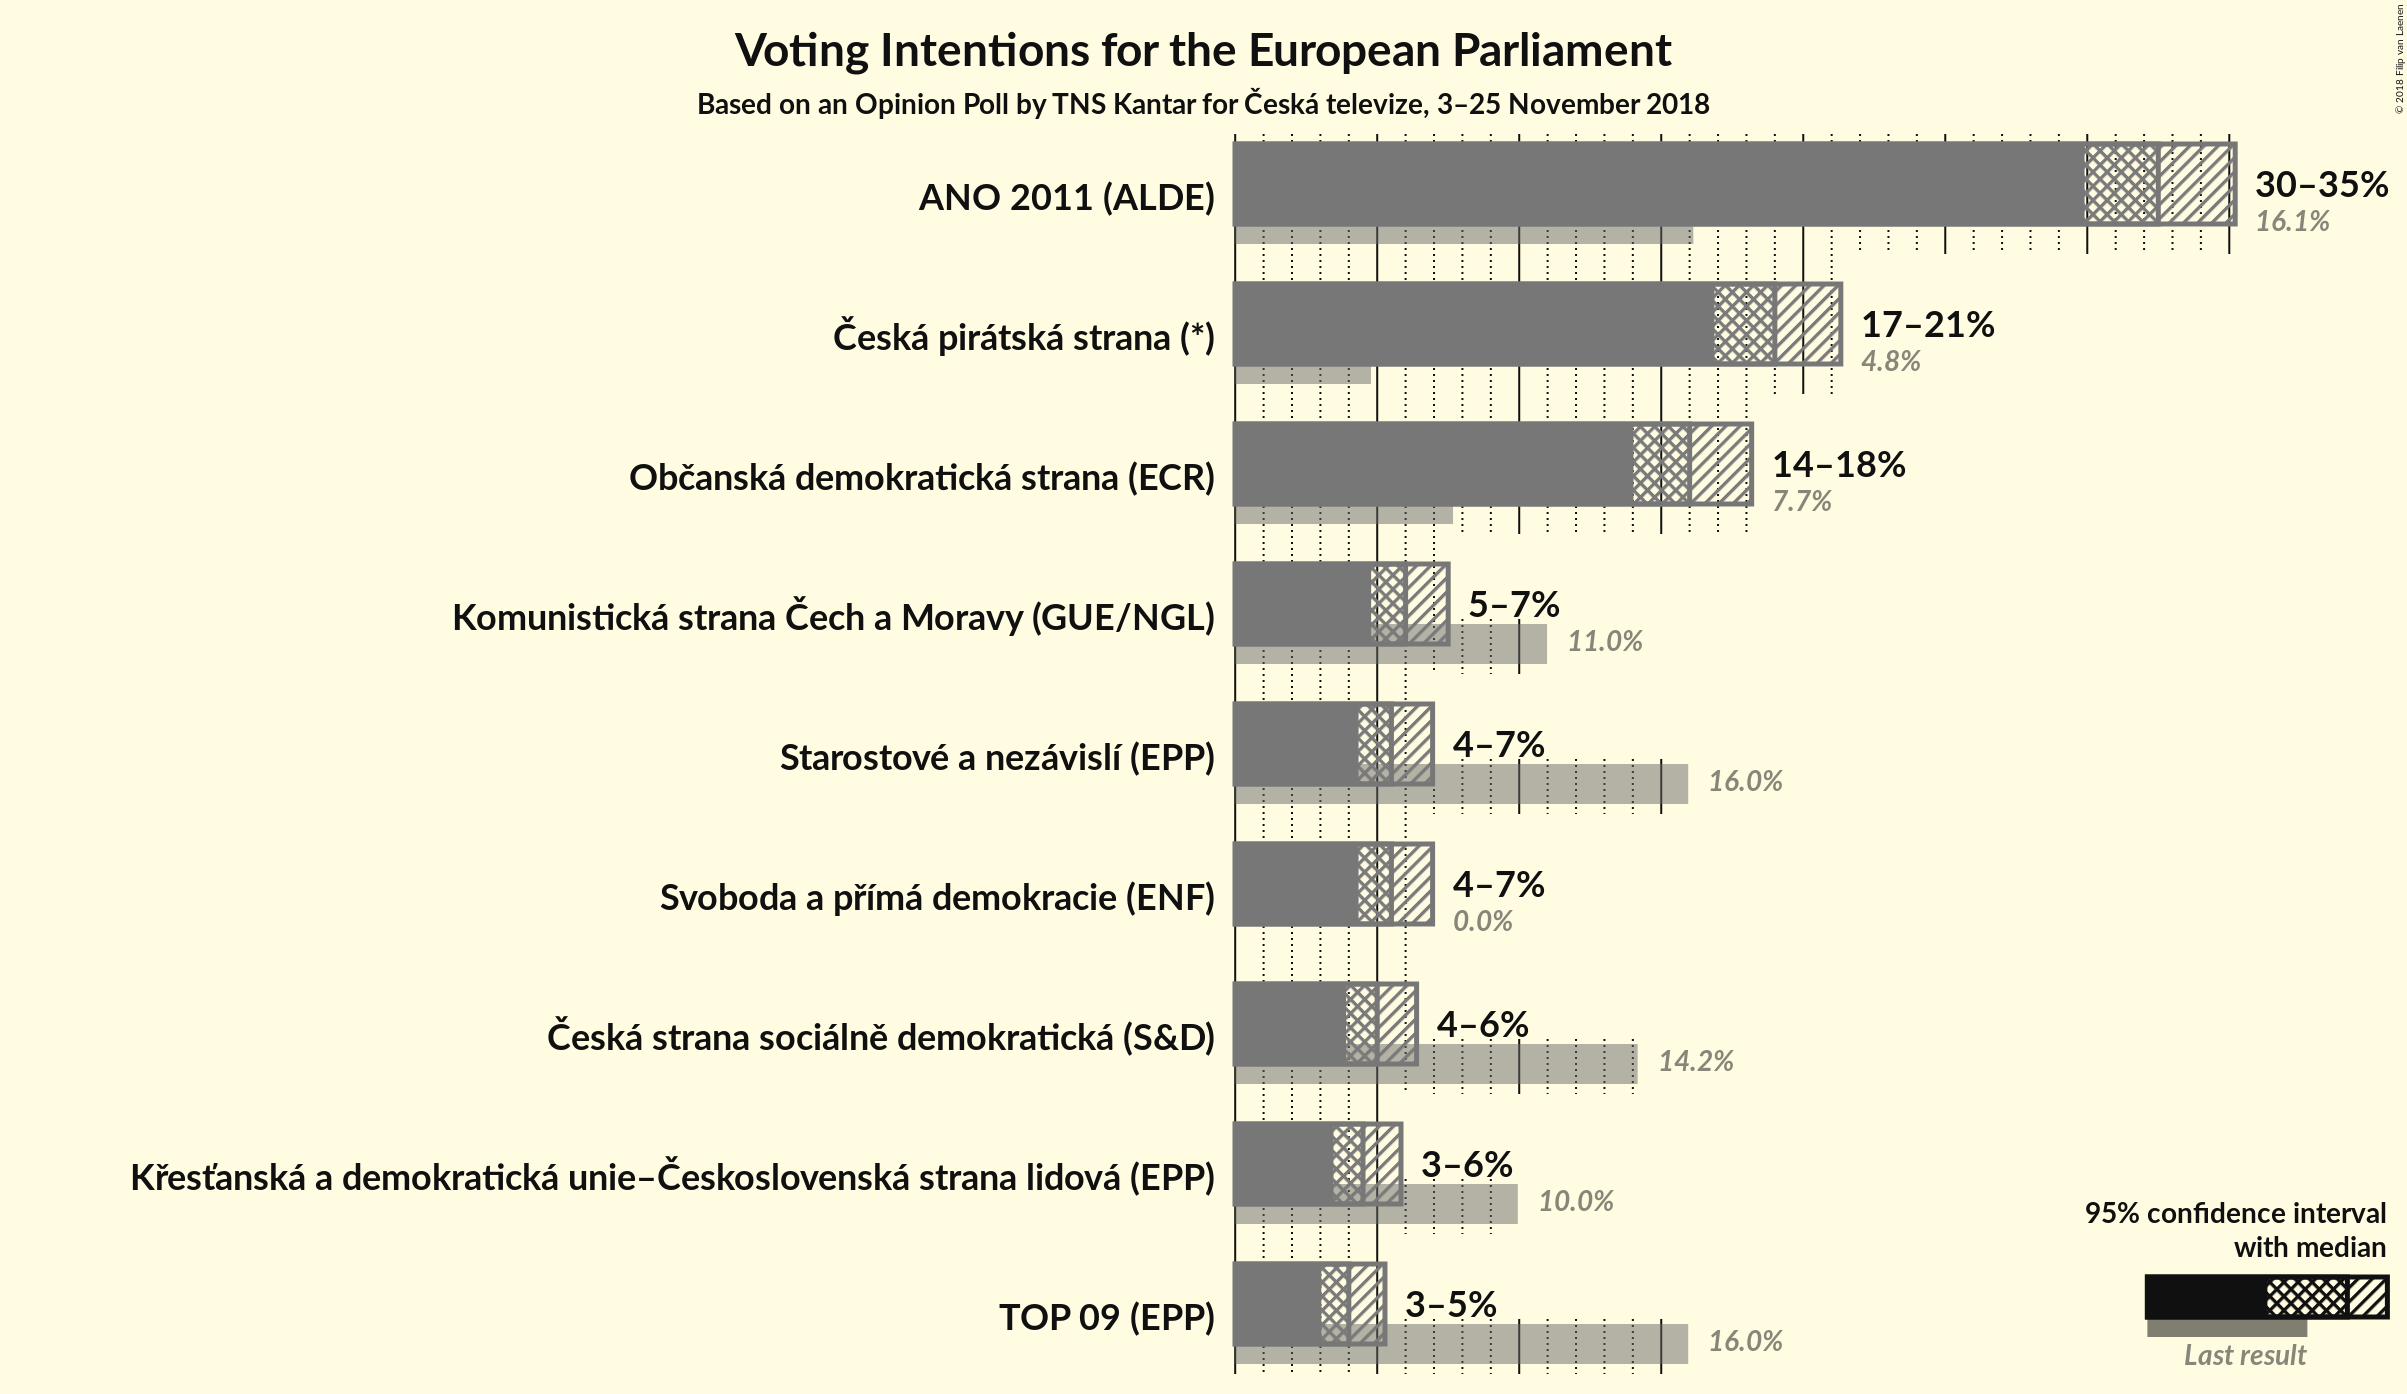 Voting Intentions for the European Parliament
Based on an Opinion Poll by TNS Kantar for Česká televize, 3–25 November 2018
© 2018 Filip van Laenen
ANO 2011 (ALDE)
30–35%
16.1%
Česká pirátská strana (*)
17–21%
4.8%
Občanská demokratická strana (ECR)
14–18%
7.7%
Komunistická strana Čech a Moravy (GUE/NGL)
5–7%
11.0%
Starostové a nezávislí (EPP)
4–7%
16.0%
Svoboda a přímá demokracie (ENF)
4–7%
0.0%
Česká strana sociálně demokratická (S&D)
4–6%
14.2%
Křesťanská a demokratická unie–Československá strana lidová (EPP)
3–6%
10.0%
TOP 09 (EPP)
3–5%
16.0%
95% confidence interval
with median
Last result